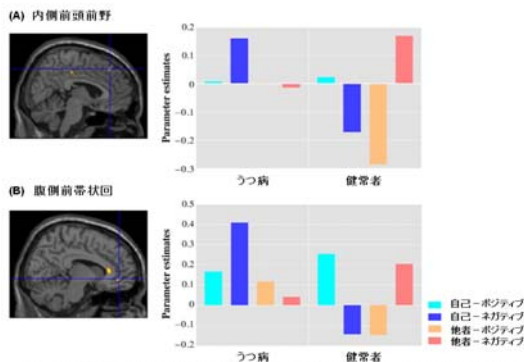 (A) 内側前頭前野
Parameter estimates
0.2
0.1
0
−0.1
−0.2
−0.3
うつ病 健常者
(B) 腹側前帯状回
Parameter estimates
0.5
0.4
0.3
0.2
0.1
0
−0.1
−0.2
うつ病 健常者
自己−ポジティブ
自己−ネガティブ
他者−ポジティブ
他者−ネガティブ